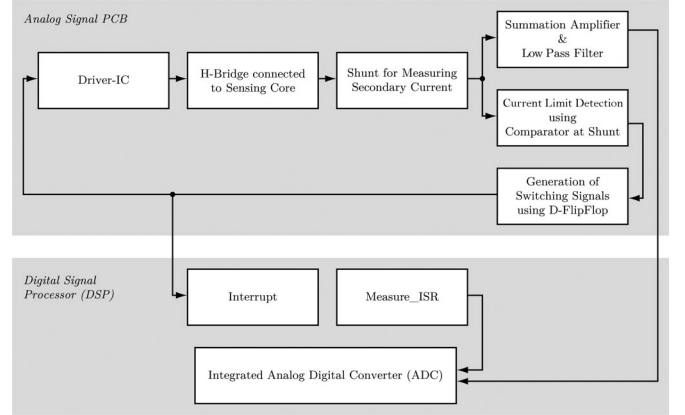 Analog Signal PCB
Driver-IC
H-Bridge connected
to Sensing Core
Shunt for Measuring
Secondary Current
Summation Amplifier
&
Low Pass Filter
Current Limit Detection
using
Comparator at Shunt
Generation of
Switching Signals
using D-FlipFlop
Digital Signal
Processor (DSP)
Interrupt
Measure_ISR
Integrated Analog Digital Converter (ADC)